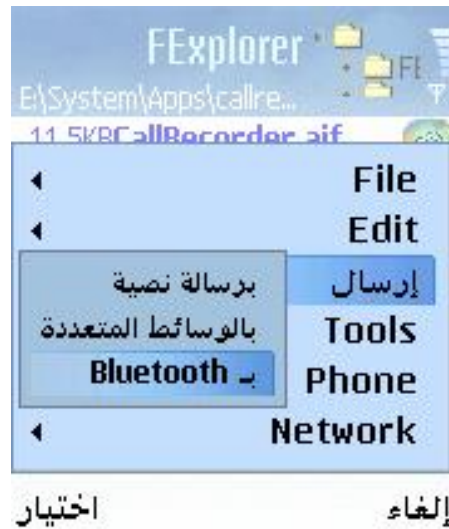 FExplorer
E:\System\Apps\callre...
11.5KB CallRecorder.aif
File
Edit
إرسال
برسالة نصية
Tools
بالوسائط المتعددة
Phone
بـ Bluetooth
Network
إلغاء
اختيار